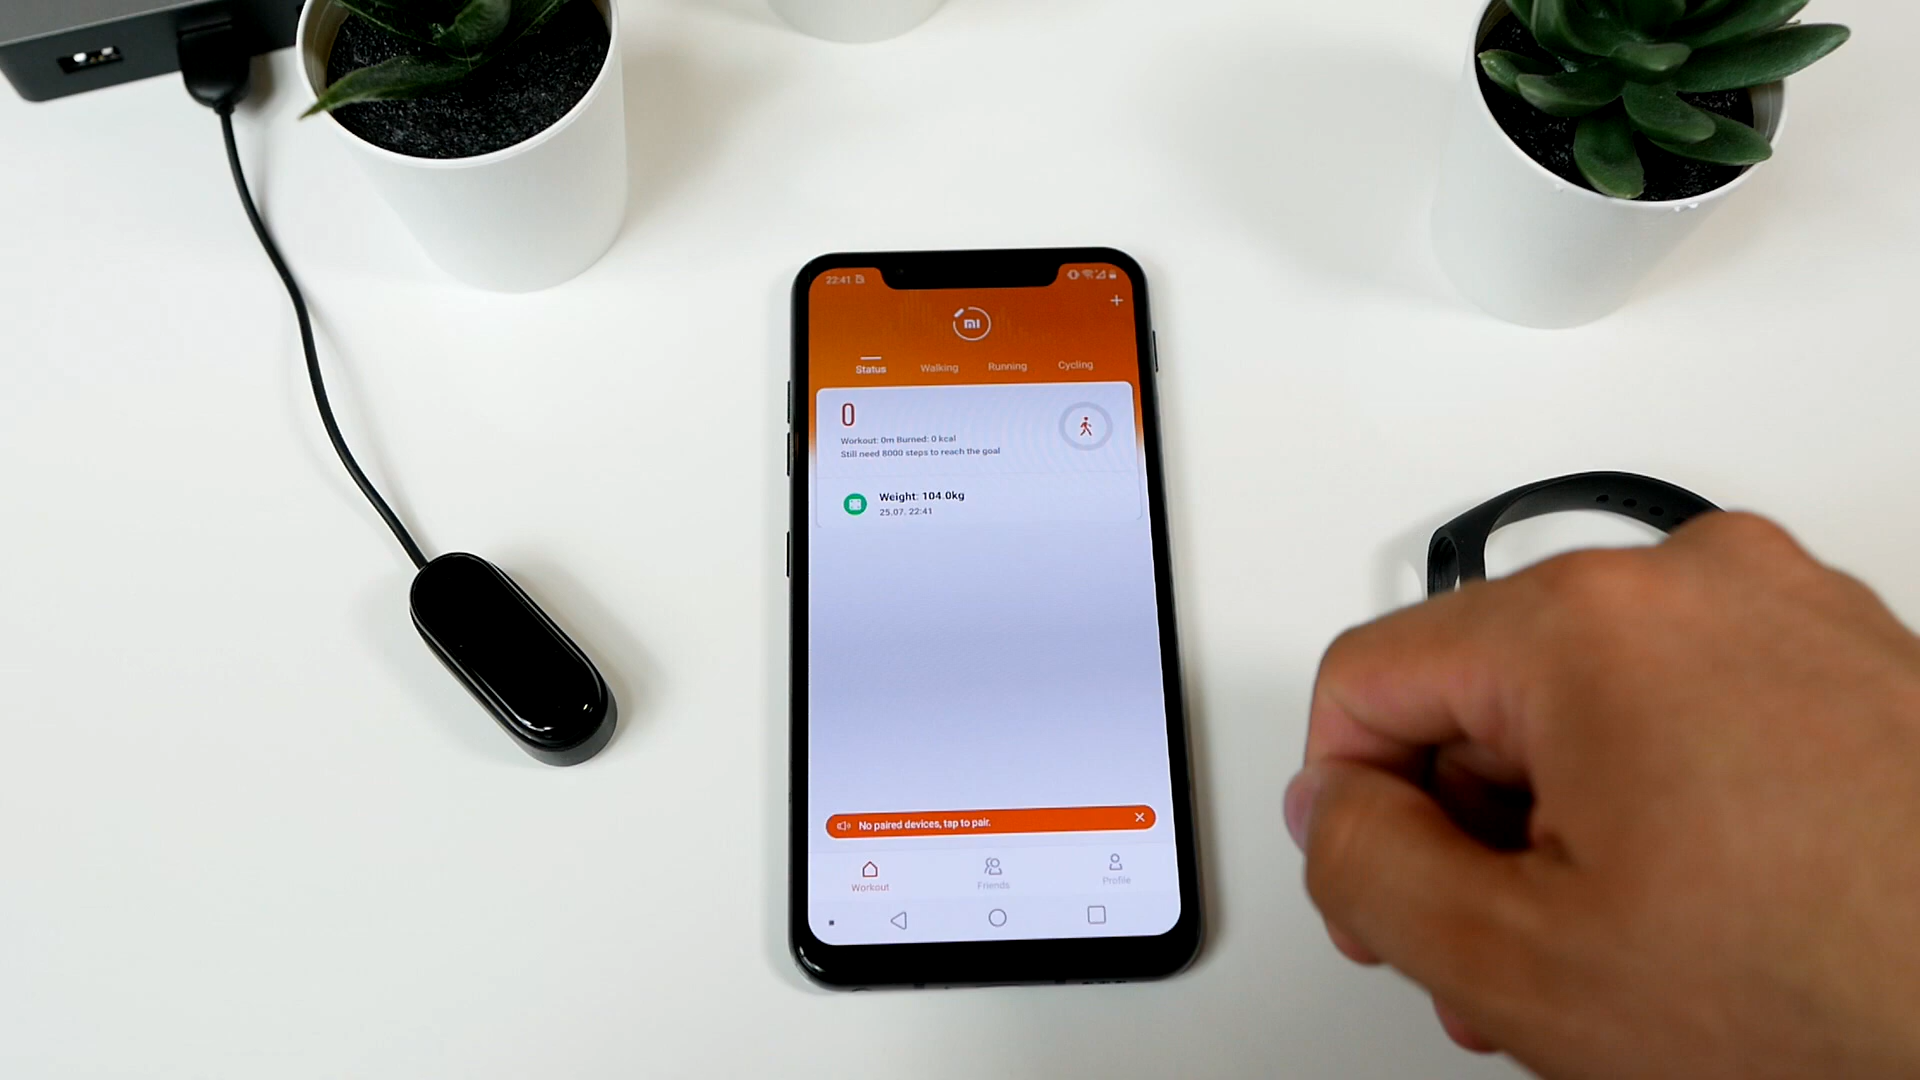 22:41
mi
Status Walking Running Cycling
0
Workout: 0m Burned: 0 kcal
Still need 8000 steps to reach the goal
Weight: 104.0kg
25.07. 22:41
No paired devices, tap to pair.
Workout Friends Profile